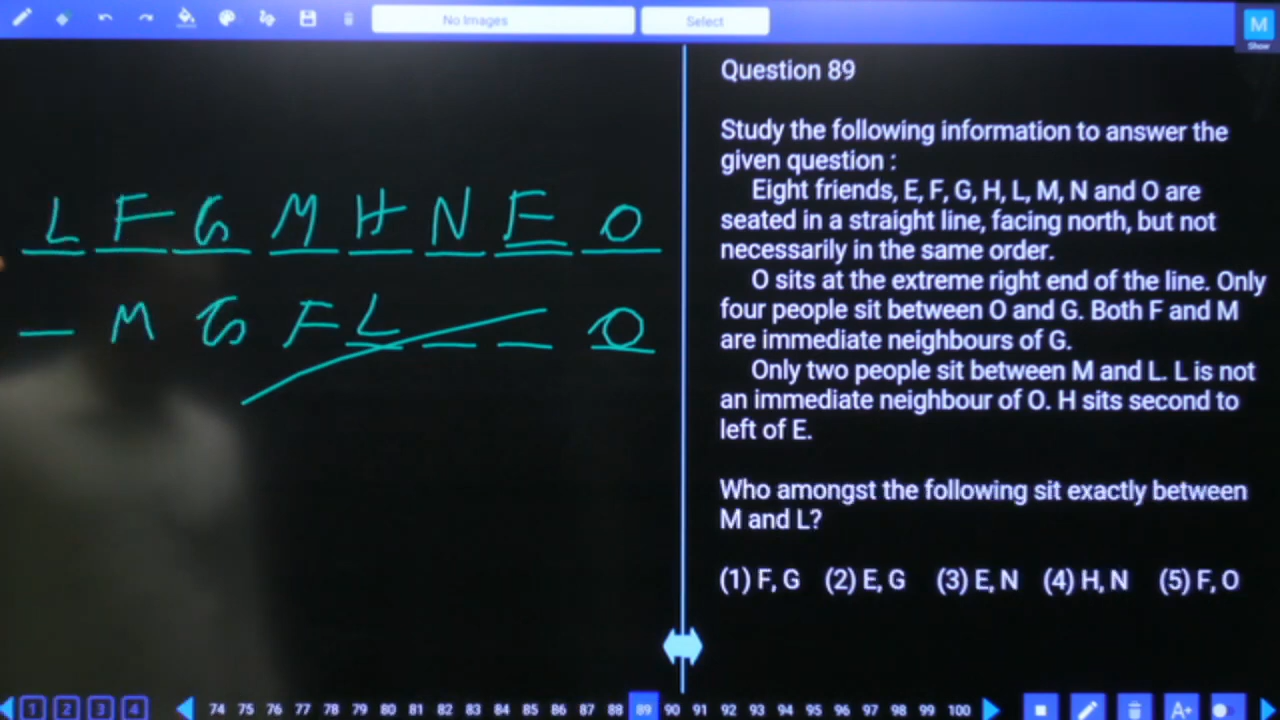 No Images
Select
M
Show
L F G M H N E O
M G F L O
Question 89
Study the following information to answer the
given question :
Eight friends, E, F, G, H, L, M, N and O are
seated in a straight line, facing north, but not
necessarily in the same order.
O sits at the extreme right end of the line. Only
four people sit between O and G. Both F and M
are immediate neighbours of G.
Only two people sit between M and L. L is not
an immediate neighbour of O. H sits second to
left of E.
Who amongst the following sit exactly between
M and L?
(1) F, G (2) E, G (3) E, N (4) H, N (5) F, O
1 2 3 4 74 75 76 77 78 79 80 81 82 83 84 85 86 87 88 89 90 91 92 93 94 95 96 97 98 99 100 A+